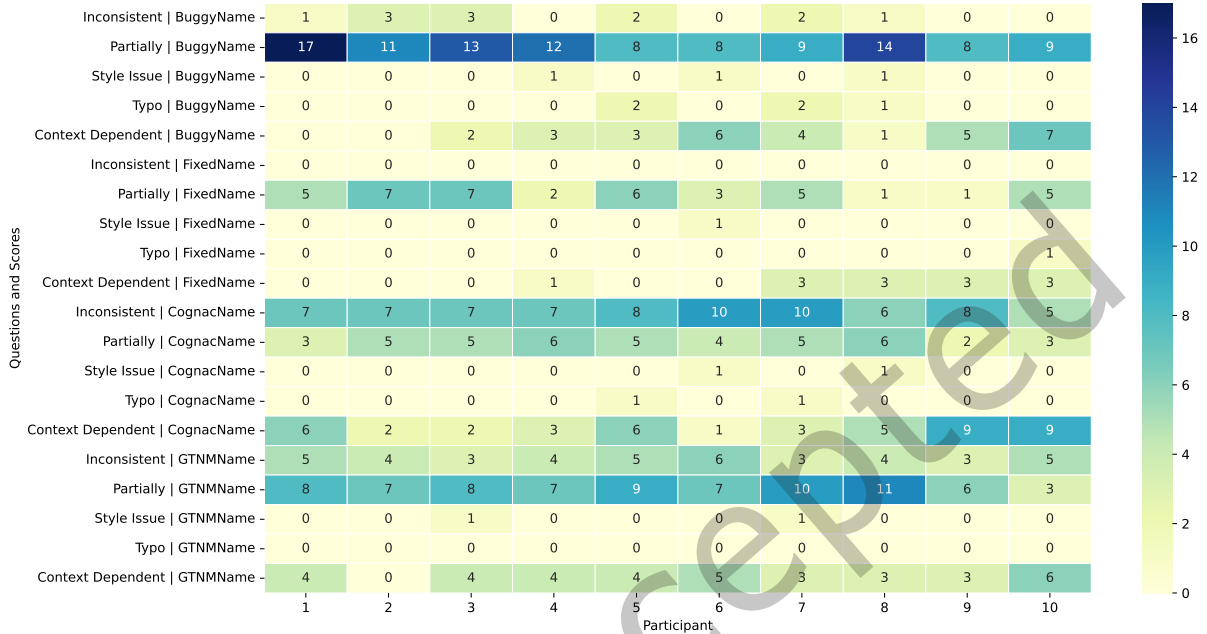 Inconsistent | BuggyName 1 3 3 0 2 0 2 1 0 0
Partially | BuggyName 17 11 13 12 8 8 9 14 8 9
Style Issue | BuggyName 0 0 0 1 0 1 0 1 0 0
Typo | BuggyName 0 0 0 0 2 0 2 1 0 0
Context Dependent | BuggyName 0 0 2 3 3 6 4 1 5 7
Inconsistent | FixedName 0 0 0 0 0 0 0 0 0 0
Partially | FixedName 5 7 7 2 6 3 5 1 1 5
Style Issue | FixedName 0 0 0 0 0 1 0 0 0 0
Typo | FixedName 0 0 0 0 0 0 0 0 0 1
Context Dependent | FixedName 0 0 0 1 0 0 3 3 3 3
Inconsistent | CognacName 7 7 7 7 8 10 10 6 8 5
Partially | CognacName 3 5 5 6 5 4 5 6 2 3
Style Issue | CognacName 0 0 0 0 0 1 0 1 0 0
Typo | CognacName 0 0 0 0 1 0 1 0 0 0
Context Dependent | CognacName 6 2 2 3 6 1 3 5 9 9
Inconsistent | GTNMName 5 4 3 4 5 6 3 4 3 5
Partially | GTNMName 8 7 8 7 9 7 10 11 6 3
Style Issue | GTNMName 0 0 1 0 0 0 1 0 0 0
Typo | GTNMName 0 0 0 0 0 0 0 0 0 0
Context Dependent | GTNMName 4 0 4 4 4 5 3 3 3 6
1 2 3 4 5 6 7 8 9 10
Participant
Questions and Scores
16
14
12
10
8
6
4
2
0
cepted